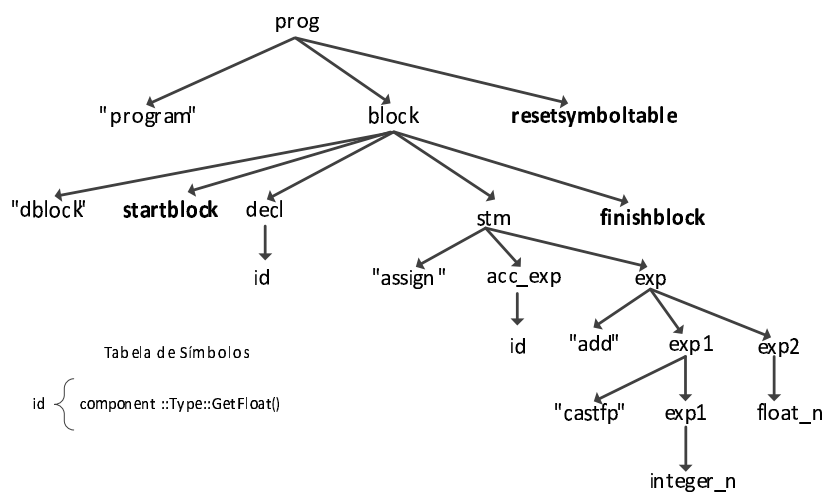 prog
"program" block resetsymboltable
"dblock" startblock decl stm finishblock
id "assign" acc_exp exp
id "add" exp1 exp2
Tabela de Símbolos
id component ::Type::GetFloat()
"castfp" exp1 float_n
integer_n